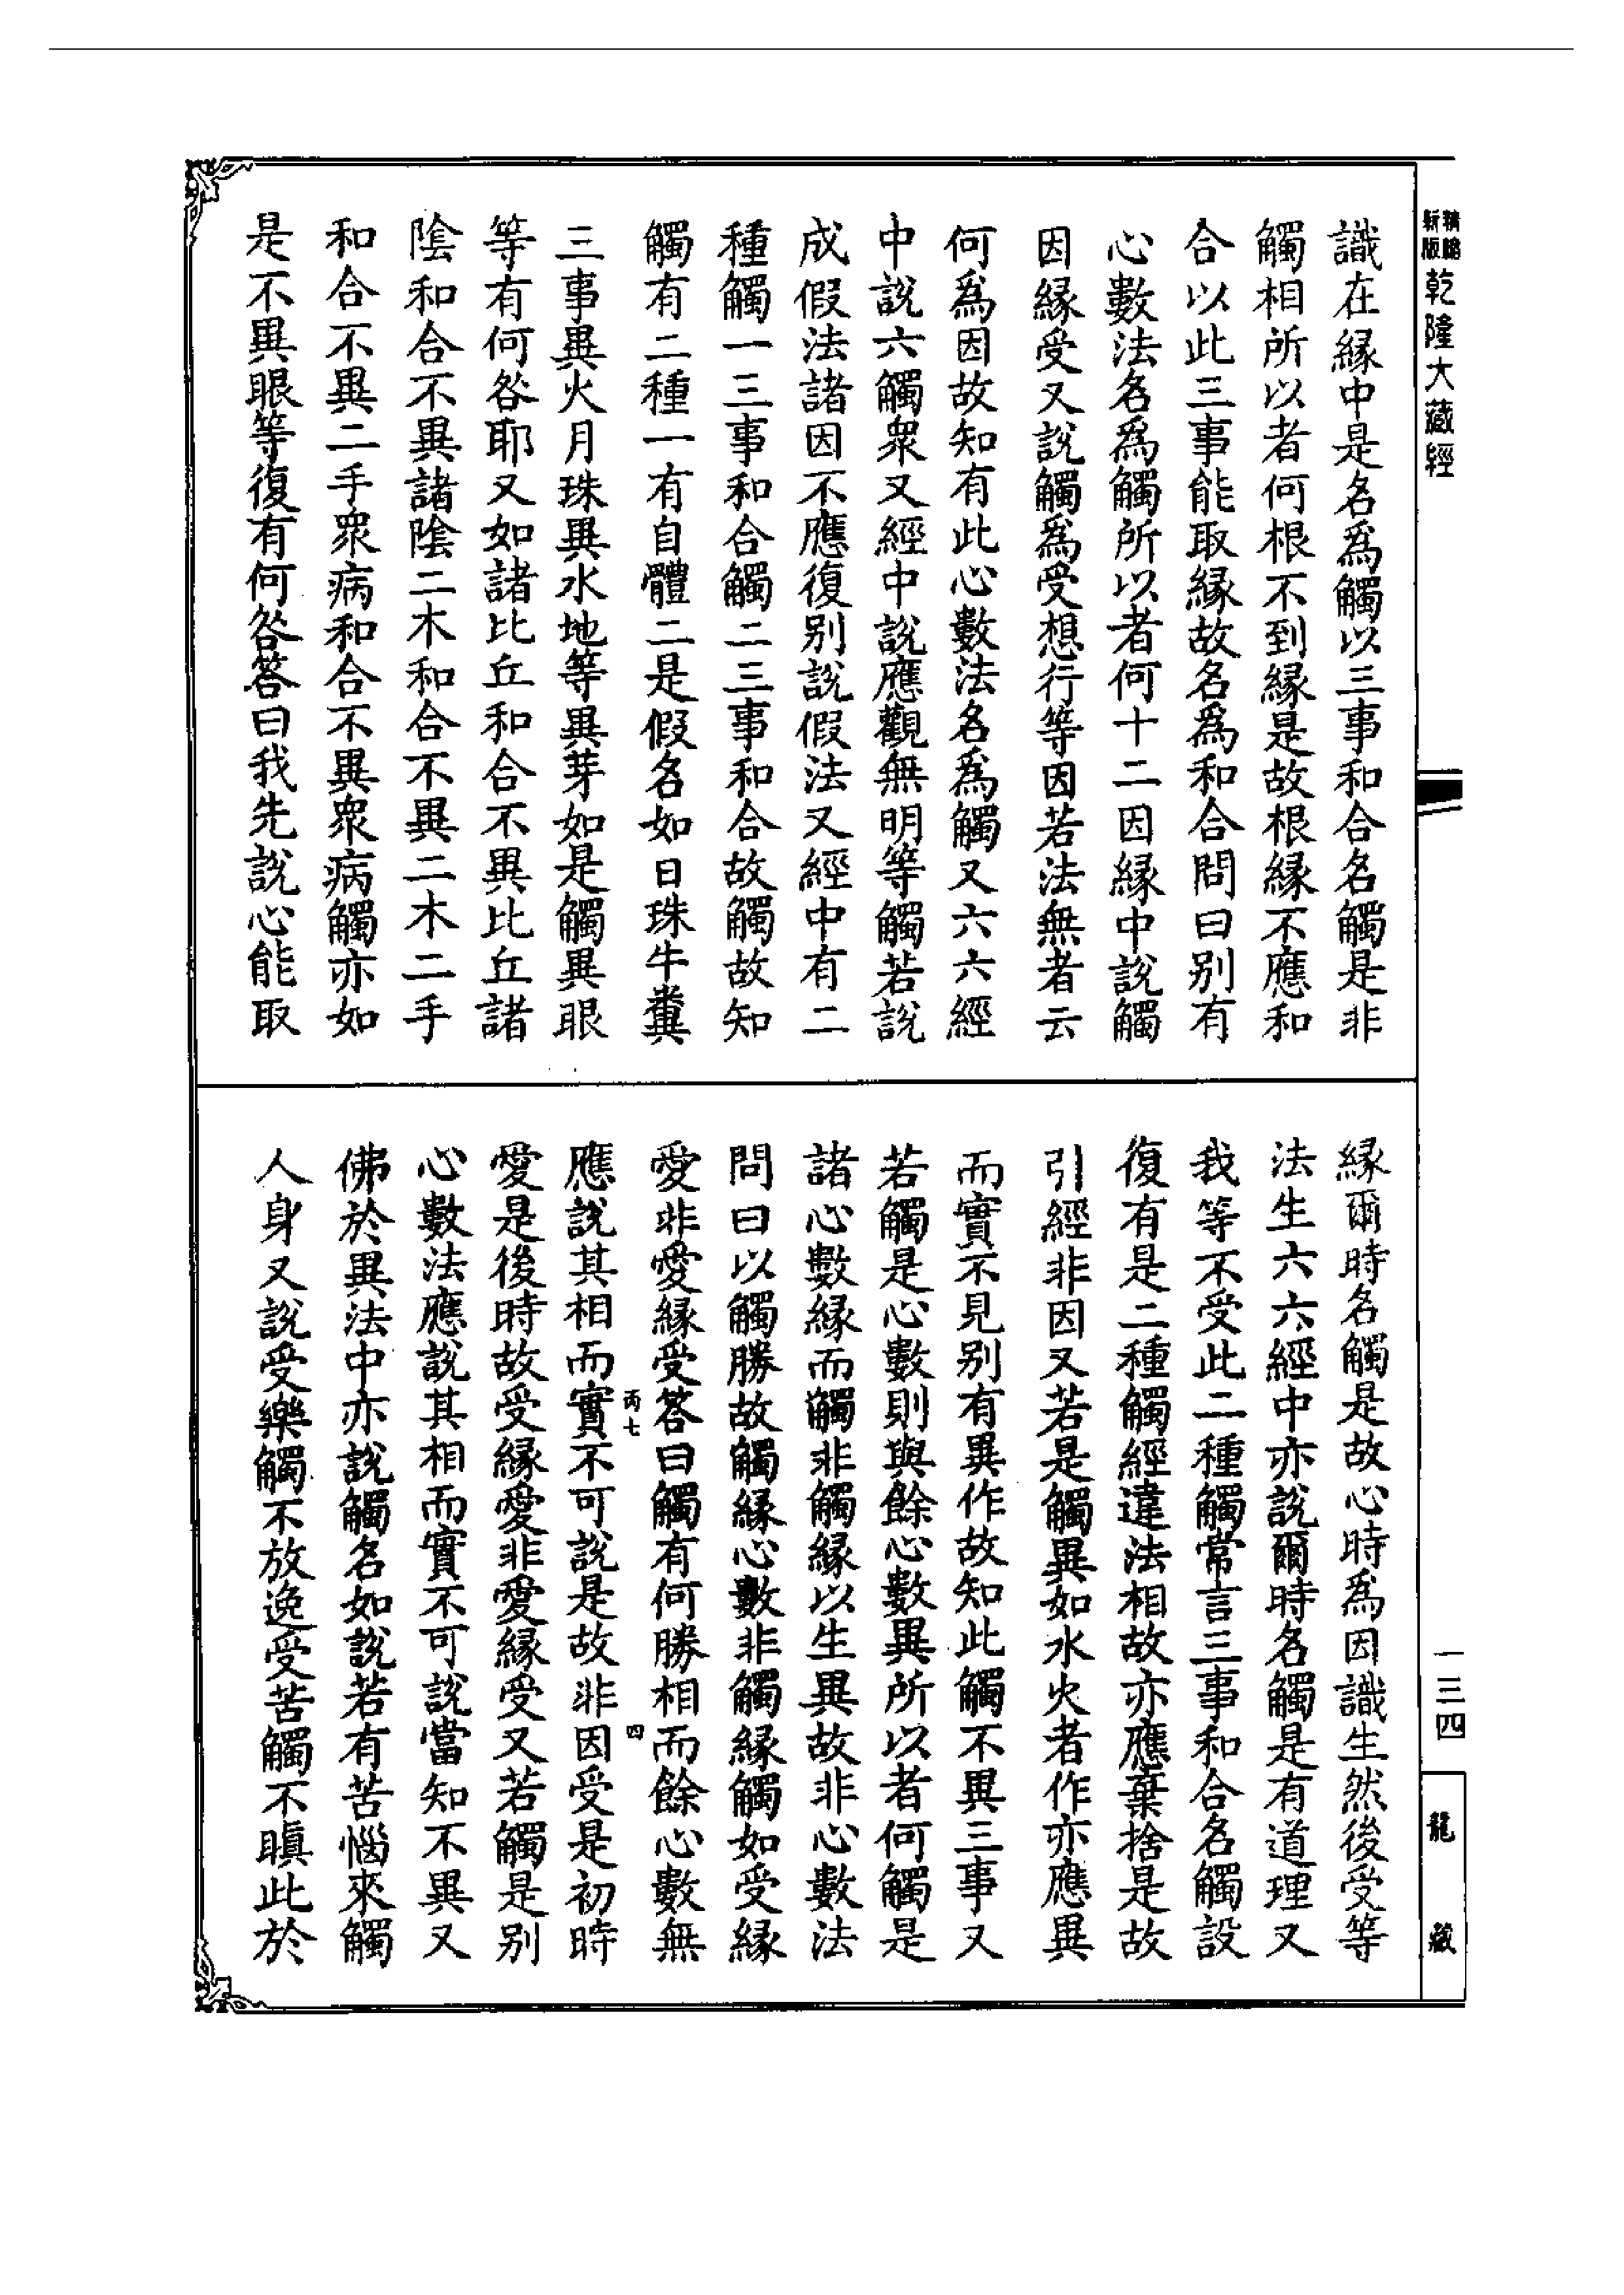 精縮新版
乾隆大藏經
識在緣中是名為觸以三事和合名觸是非
觸相所以者何根不到緣是故根緣不應和
合以此三事能取緣故名為和合問曰別有
心數法名為觸所以者何十二因緣中說觸
因緣受又說觸為受想行等因若法無者云
何為因故知有此心數法名為觸又六六經
中說六觸眾又經中說應觀無明等觸若說
成假法諸因不應復別說假法又經中有二
種觸一三事和合觸二三事和合故觸故知
觸有二種一有自體二是假名如日珠牛糞
三事異火月珠異水地等異芽如是觸異眼
等有何咎耶又如諸比丘和合不異比丘諸
陰和合不異諸陰二木和合不異二木二手
和合不異二手眾病和合不異眾病觸亦如
是不異眼等復有何咎答曰我先說心能取
緣爾時名觸是故心時為因識生然後受等
法生六六經中亦說爾時名觸是有道理又
我等不受此二種觸常言三事和合名觸設
復有是二種觸經違法相故亦應棄捨是故
引經非因又若是觸異如水火者作亦應異
而實不見別有異作故知此觸不異三事又
若觸是心數則與餘心數異所以者何觸是
諸心數緣而觸非觸緣以生異故非心數法
問曰以觸勝故觸緣心數非觸緣觸如受緣
愛非愛緣受答曰觸有何勝相而餘心數無
丙七
四
應說其相而實不可說是故非因受是初時
愛是後時故受緣愛非愛緣受又若觸是別
心數法應說其相而實不可說當知不異又
佛於異法中亦說觸名如說若有苦惱來觸
人身又說受樂觸不放逸受苦觸不瞋此於
一三四
龍藏